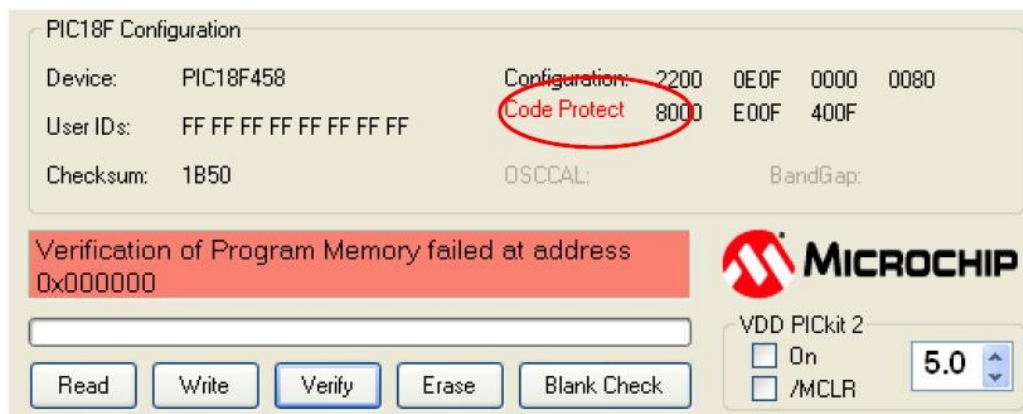 PIC18F Configuration
Device: PIC18F458 Configuration: 2200 0E0F 0000 0080
Code Protect 8000 E00F 400F
User IDs: FF FF FF FF FF FF FF FF
Checksum: 1B50 OSCCAL: BandGap:
Verification of Program Memory failed at address
0x000000
MICROCHIP
VDD PICkit 2
On
/MCLR
5.0
Read Write Verify Erase Blank Check